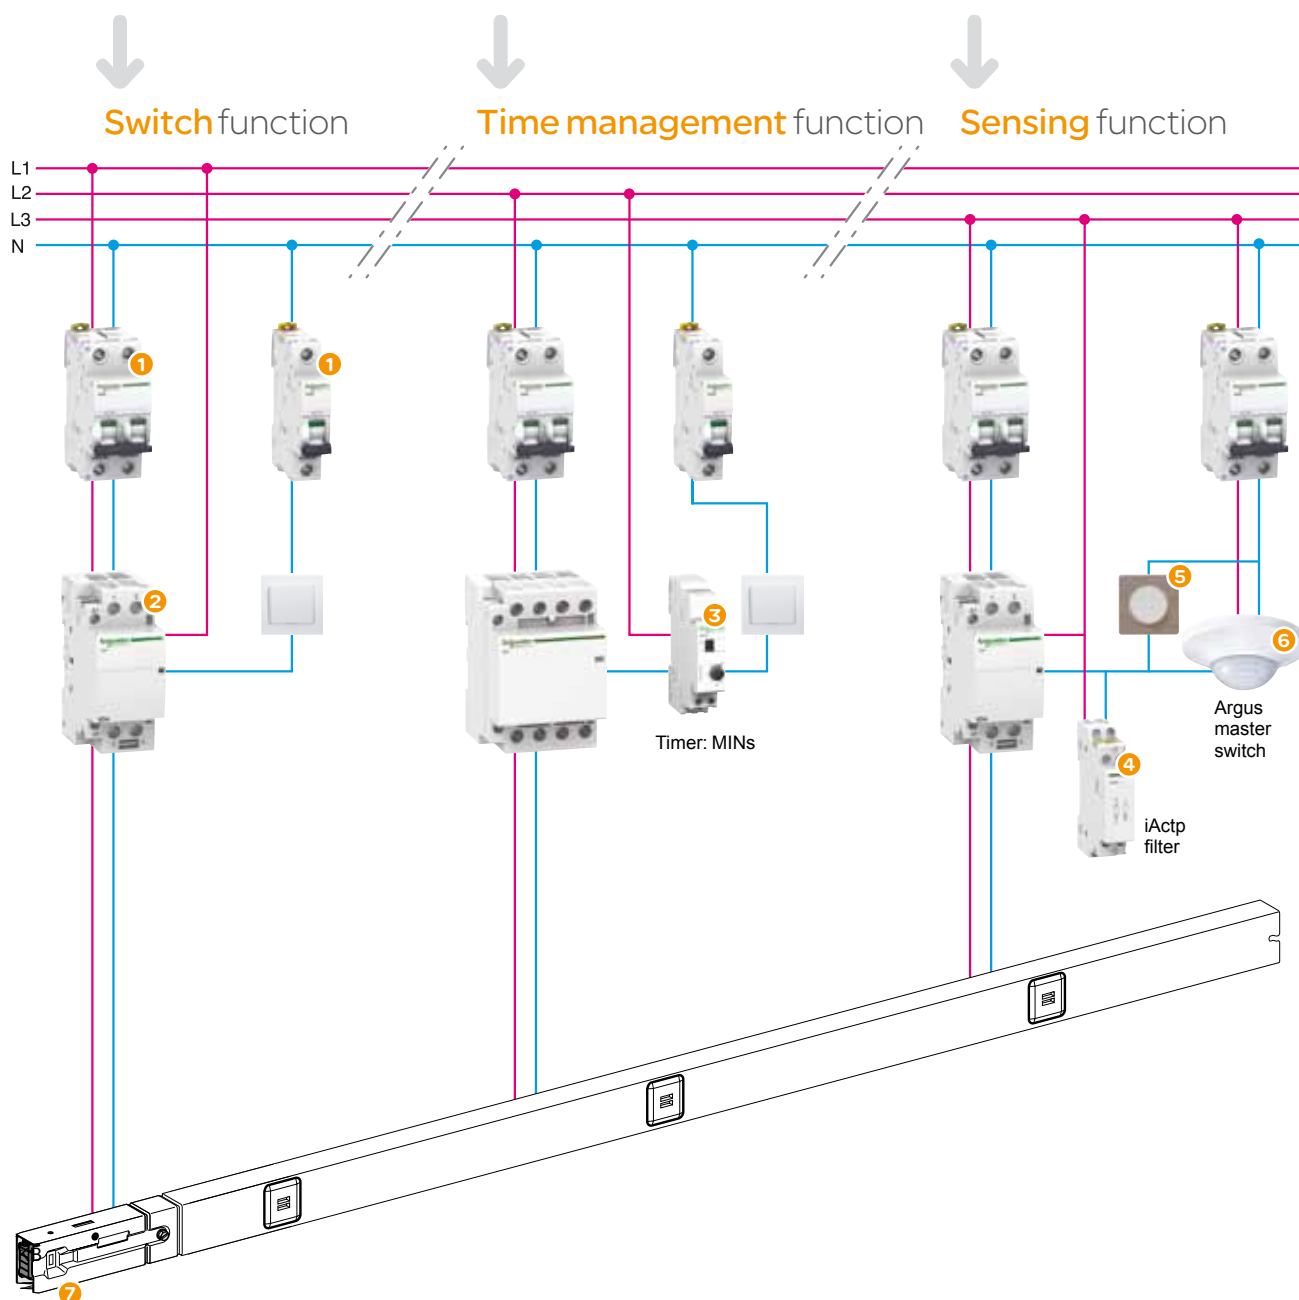 Switch function
Time management function
Sensing function
L1
L2
L3
N
1
1
2
3
5
6
Timer: MINs
Argus
master
switch
4
iActp
filter
7